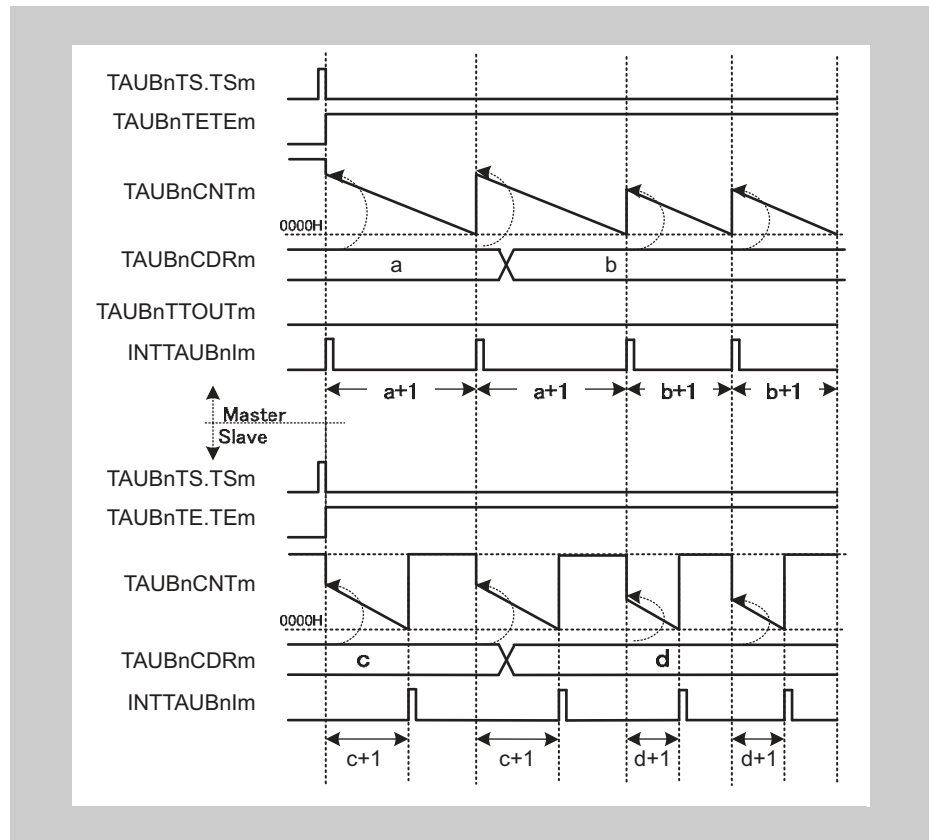 TAUBnTS.TSm
TAUBnTETEm
TAUBnCNTm
0000H
TAUBnCDRm
a b
TAUBnTTOUTm
INTTAUBnIm
a+1 a+1 b+1 b+1
Master
Slave
TAUBnTS.TSm
TAUBnTE.TEm
TAUBnCNTm
0000H
TAUBnCDRm
c d
INTTAUBnIm
c+1 c+1 d+1 d+1